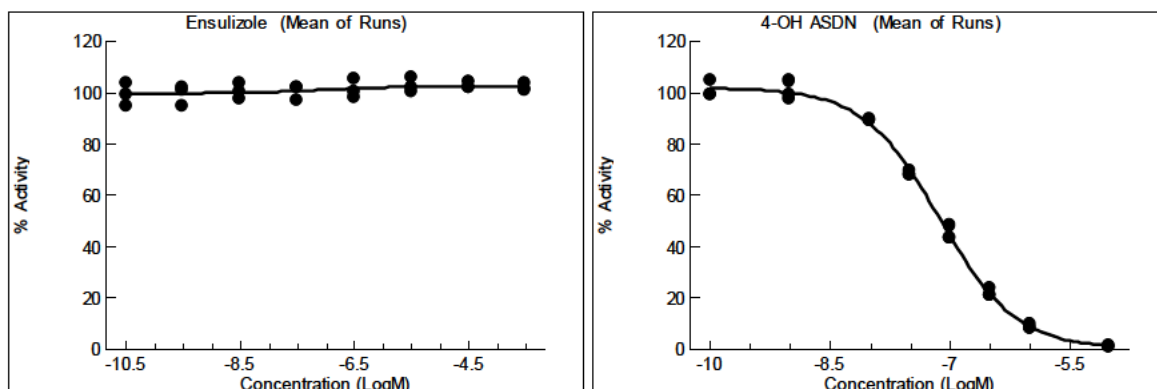 Ensulizole (Mean of Runs)
120
100
80
60
40
20
0
% Activity
-10.5 -8.5 -6.5 -4.5
Concentration (LogM)
4-OH ASDN (Mean of Runs)
120
100
80
60
40
20
0
% Activity
-10 -8.5 -7 -5.5
Concentration (LogM)